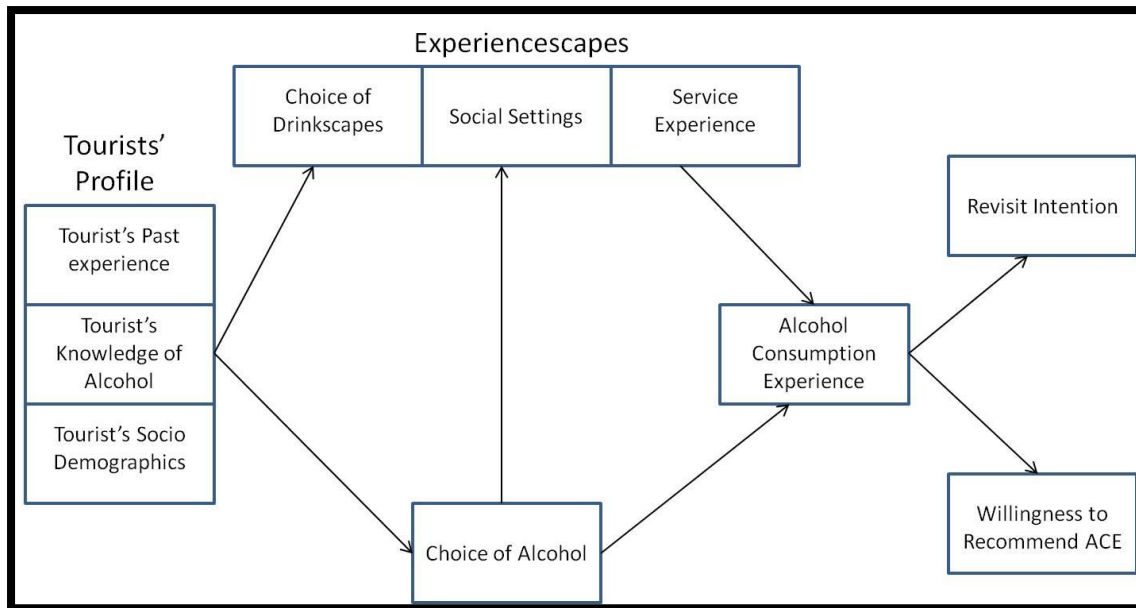 Experiencescapes
Choice of
Drinkscapes
Social Settings
Service
Experience
Tourists’
Profile
Tourist’s Past
experience
Tourist’s
Knowledge of
Alcohol
Tourist’s Socio
Demographics
Choice of Alcohol
Alcohol
Consumption
Experience
Revisit Intention
Willingness to
Recommend ACE